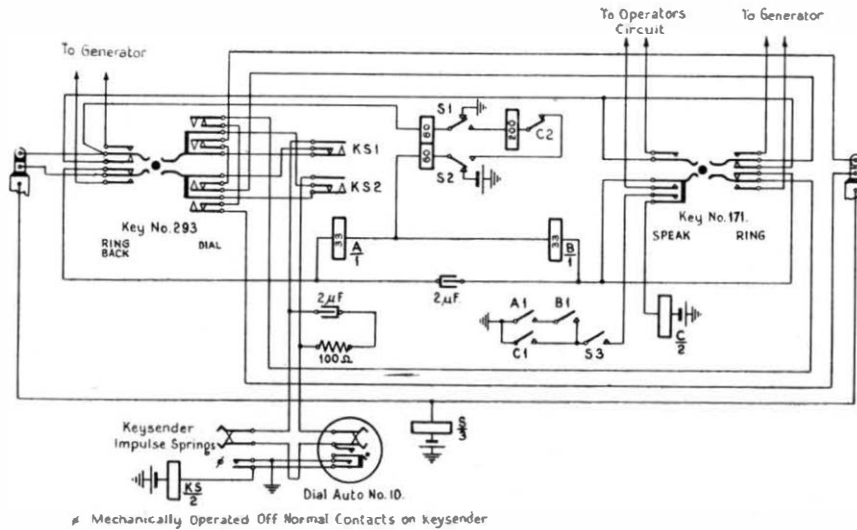 To Operators
Circuit
To Generator
To Generator
S1
80
200
C2
60
S2
KS1
KS2
Key No.293
RING
BACK
DIAL
Key No.171.
SPEAK
RING
33
A/1
33
B/1
2μF
2μF.
100Ω
A1
B1
C1
S3
C/2
S/3
Keysender
Impulse Springs
ø
KS/2
Dial Auto No.10.
ø Mechanically Operated Off Normal Contacts on keysender